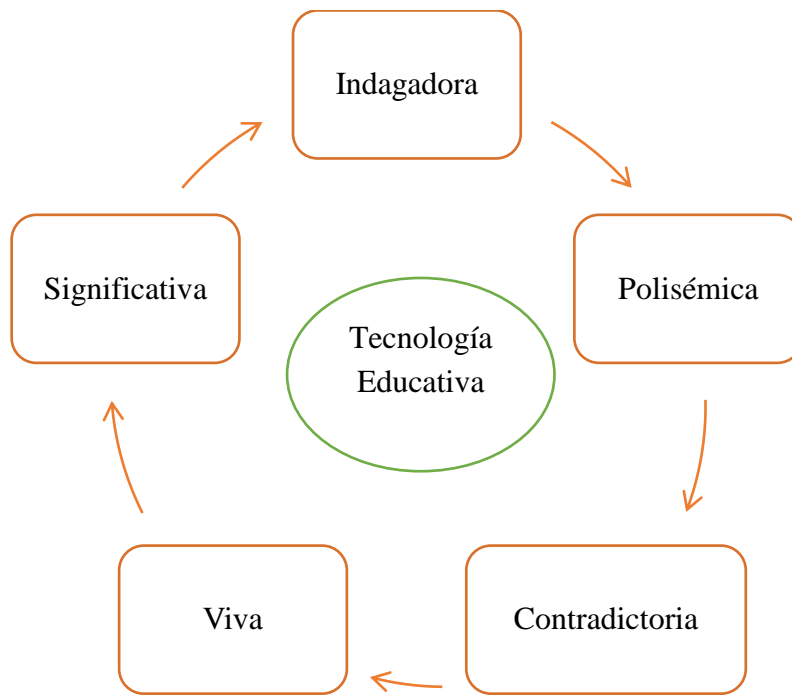 Indagadora
Significativa
Polisémica
Tecnología
Educativa
Viva
Contradictoria